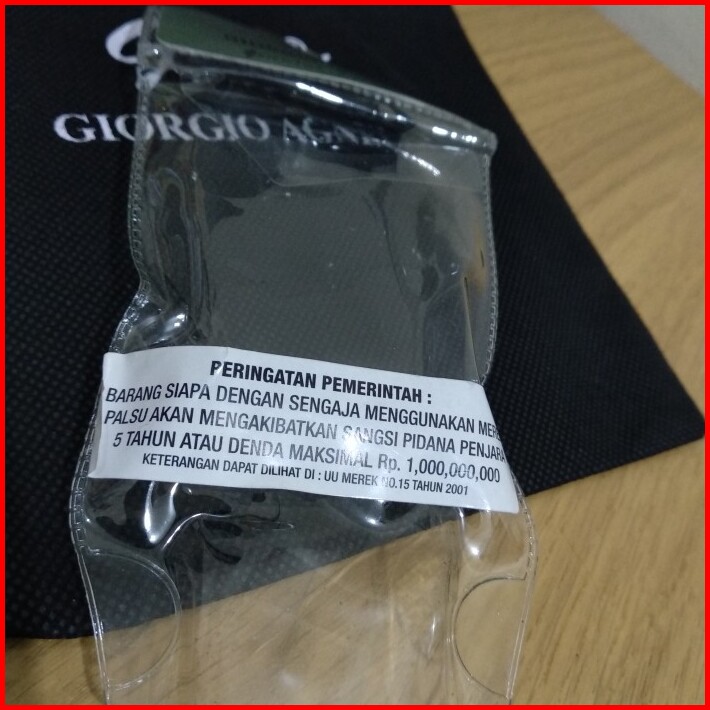 GIORGIO
PERINGATAN PEMERINTAH :
BARANG SIAPA DENGAN SENGAJA MENGGUNAKAN
PALSU AKAN MENGAKIBATKAN SANGSI PIDANA PENJARA
5 TAHUN ATAU DENDA MAKSIMAL Rp. 1,000,000,000
KETERANGAN DAPAT DILIHAT DI : UU MEREK NO.15 TAHUN 2001